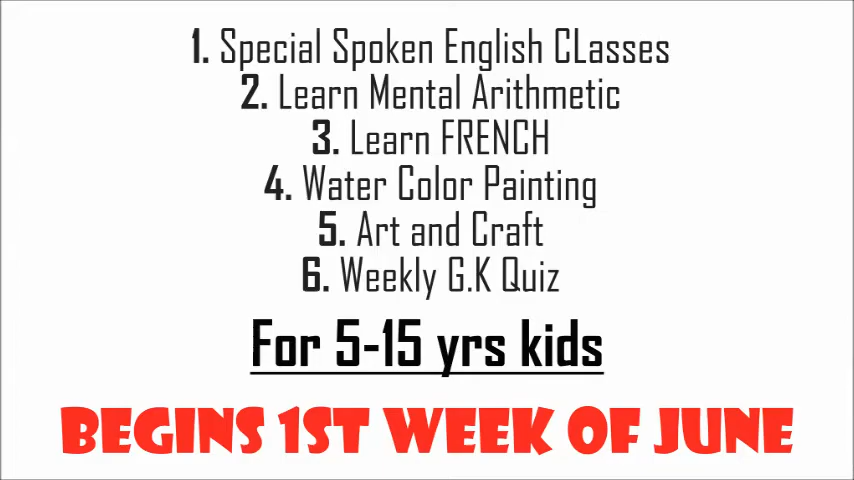 1. Special Spoken English CLasses
2. Learn Mental Arithmetic
3. Learn FRENCH
4. Water Color Painting
5. Art and Craft
6. Weekly G.K Quiz
For 5-15 yrs kids
BEGINS 1ST WEEK OF JUNE